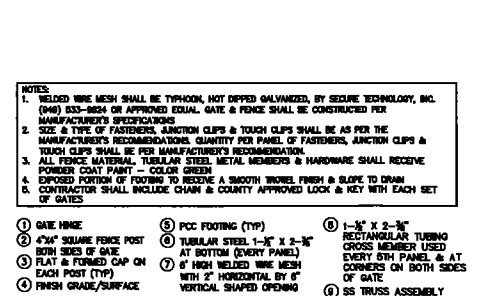 NOTES:
1. WELDED WIRE MESH SHALL BE TYPHOON, HOT DIPPED GALVANIZED, BY SECURE TECHNOLOGY, INC.
(949) 833-9624 OR APPROVED EQUAL. GATE & FENCE SHALL BE CONSTRUCTED PER
MANUFACTURER'S SPECIFICATIONS
2. SIZE & TYPE OF FASTENERS, JUNCTION CLIPS & TOUCH CLIPS SHALL BE AS PER THE
MANUFACTURER'S RECOMMENDATIONS. QUANTITY PER PANEL OF FASTENERS, JUNCTION CLIPS &
TOUCH CLIPS SHALL BE PER MANUFACTURER'S RECOMMENDATION.
3. ALL FENCE MATERIAL, TUBULAR STEEL METAL MEMBERS & HARDWARE SHALL RECEIVE
POWDER COAT PAINT – COLOR GREEN
4. EXPOSED PORTION OF FOOTING TO RECEIVE A SMOOTH TROWEL FINISH & SLOPE TO DRAIN
5. CONTRACTOR SHALL INCLUDE CHAIN & COUNTY APPROVED LOCK & KEY WITH EACH SET
OF GATES
① GATE HINGE
② 4"X4" SQUARE FENCE POST
BOTH SIDES OF GATE
③ FLAT & FORMED CAP ON
EACH POST (TYP)
④ FINISH GRADE/SURFACE
⑤ PCC FOOTING (TYP)
⑥ TUBULAR STEEL 1-½" X 2-⅜"
AT BOTTOM (EVERY PANEL)
⑦ 6' HIGH WELDED WIRE MESH
WITH 2" HORIZONTAL BY 6"
VERTICAL SHAPED OPENING
⑧ 1-½" X 2-⅜"
RECTANGULAR TUBING
CROSS MEMBER USED
EVERY 5TH PANEL & AT
CORNERS ON BOTH SIDES
OF GATE
⑨ SS TRUSS ASSEMBLY